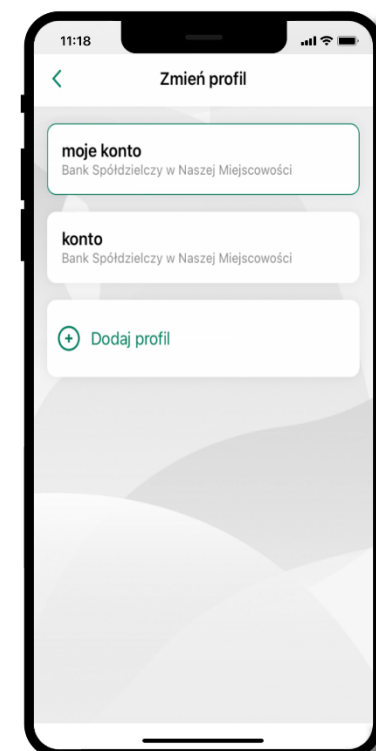 11:18
Zmień profil
moje konto
Bank Spółdzielczy w Naszej Miejscowości
konto
Bank Spółdzielczy w Naszej Miejscowości
Dodaj profil